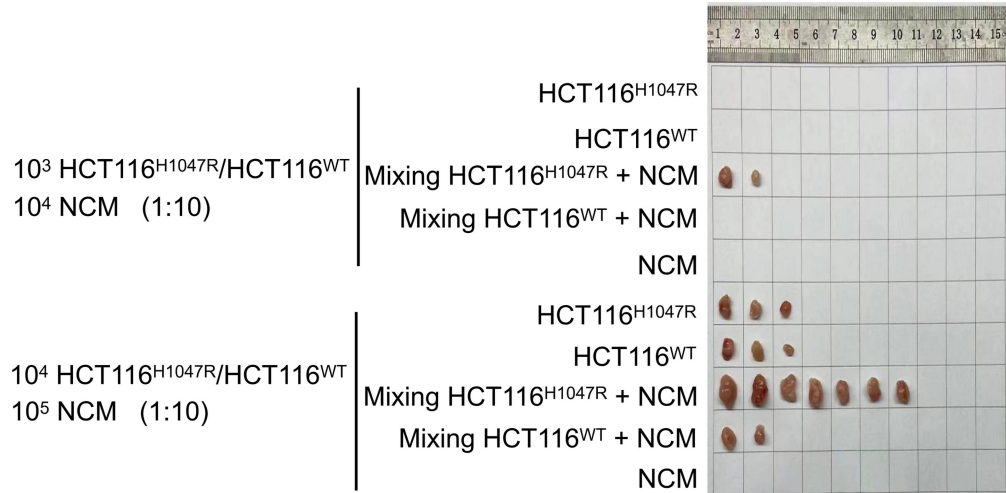 1 2 3 4 5 6 7 8 9 10 11 12 13 14 15
HCT116ᴴ¹⁰⁴⁷ᴿ
HCT116ᵂᵀ
10³ HCT116ᴴ¹⁰⁴⁷ᴿ/HCT116ᵂᵀ
Mixing HCT116ᴴ¹⁰⁴⁷ᴿ + NCM
10⁴ NCM (1:10)
Mixing HCT116ᵂᵀ + NCM
NCM
HCT116ᴴ¹⁰⁴⁷ᴿ
HCT116ᵂᵀ
10⁴ HCT116ᴴ¹⁰⁴⁷ᴿ/HCT116ᵂᵀ
Mixing HCT116ᴴ¹⁰⁴⁷ᴿ + NCM
10⁵ NCM (1:10)
Mixing HCT116ᵂᵀ + NCM
NCM